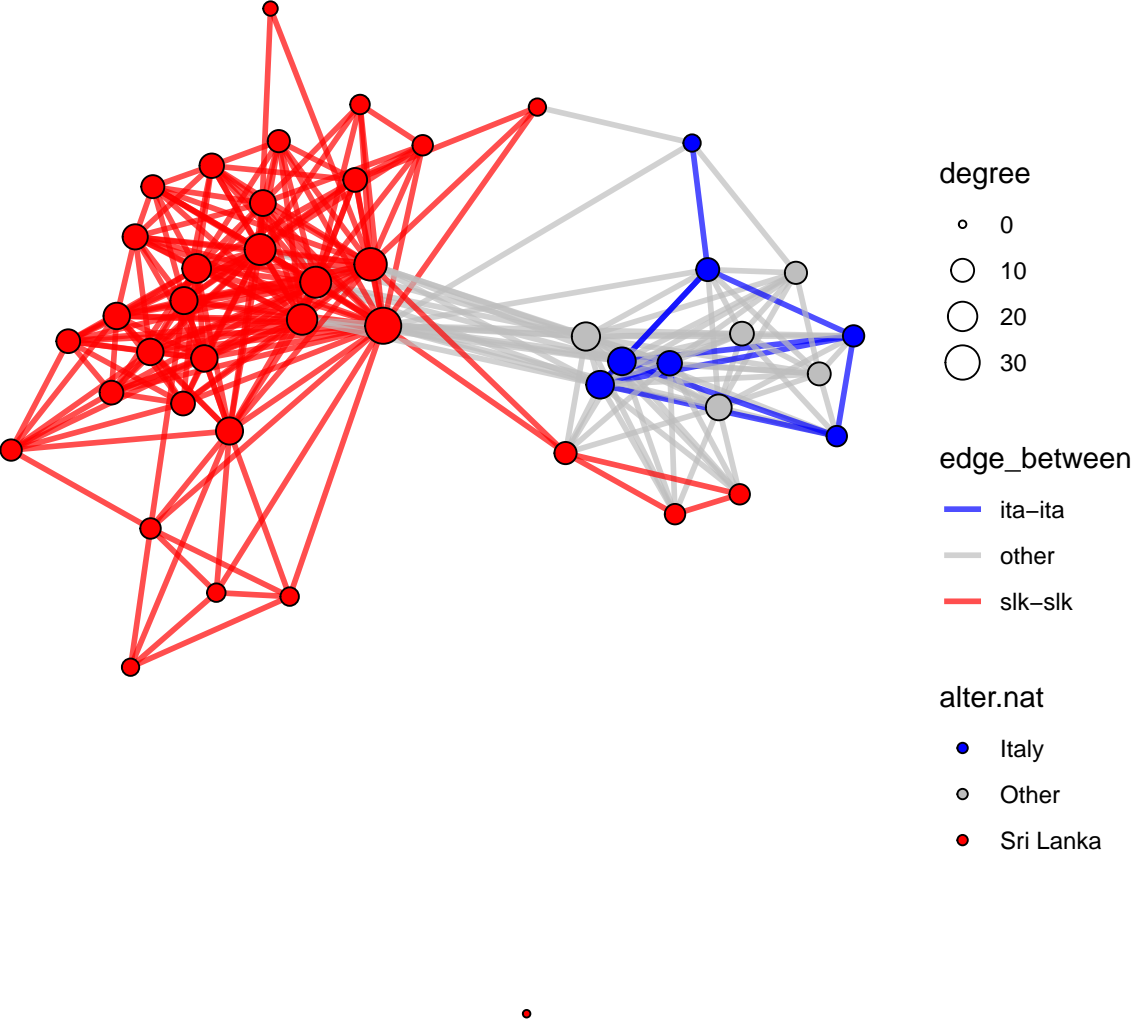 degree
0
10
20
30
edge_between
ita−ita
other
slk−slk
alter.nat
Italy
Other
Sri Lanka